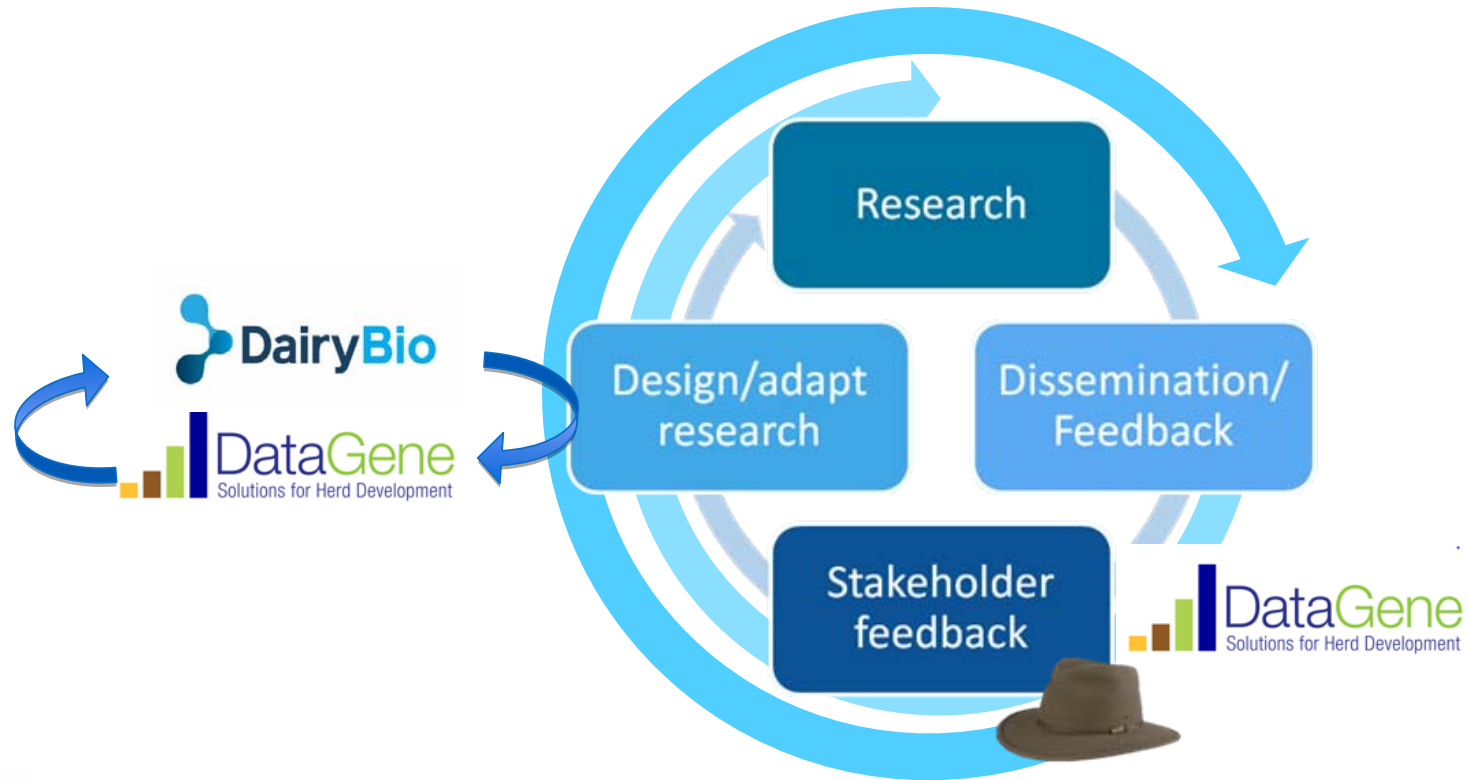 Research
DairyBio
Design/adapt
research
Dissemination/
Feedback
DataGene
Solutions for Herd Development
Stakeholder
feedback
DataGene
Solutions for Herd Development